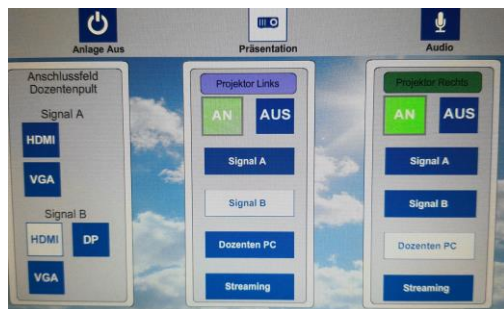 Anlage Aus
Präsentation
Audio
Anschlussfeld
Dozentenpult
Signal A
HDMI
VGA
Signal B
HDMI
DP
VGA
Projektor Links
AN
AUS
Signal A
Signal B
Dozenten PC
Streaming
Projektor Rechts
AN
AUS
Signal A
Signal B
Dozenten PC
Streaming